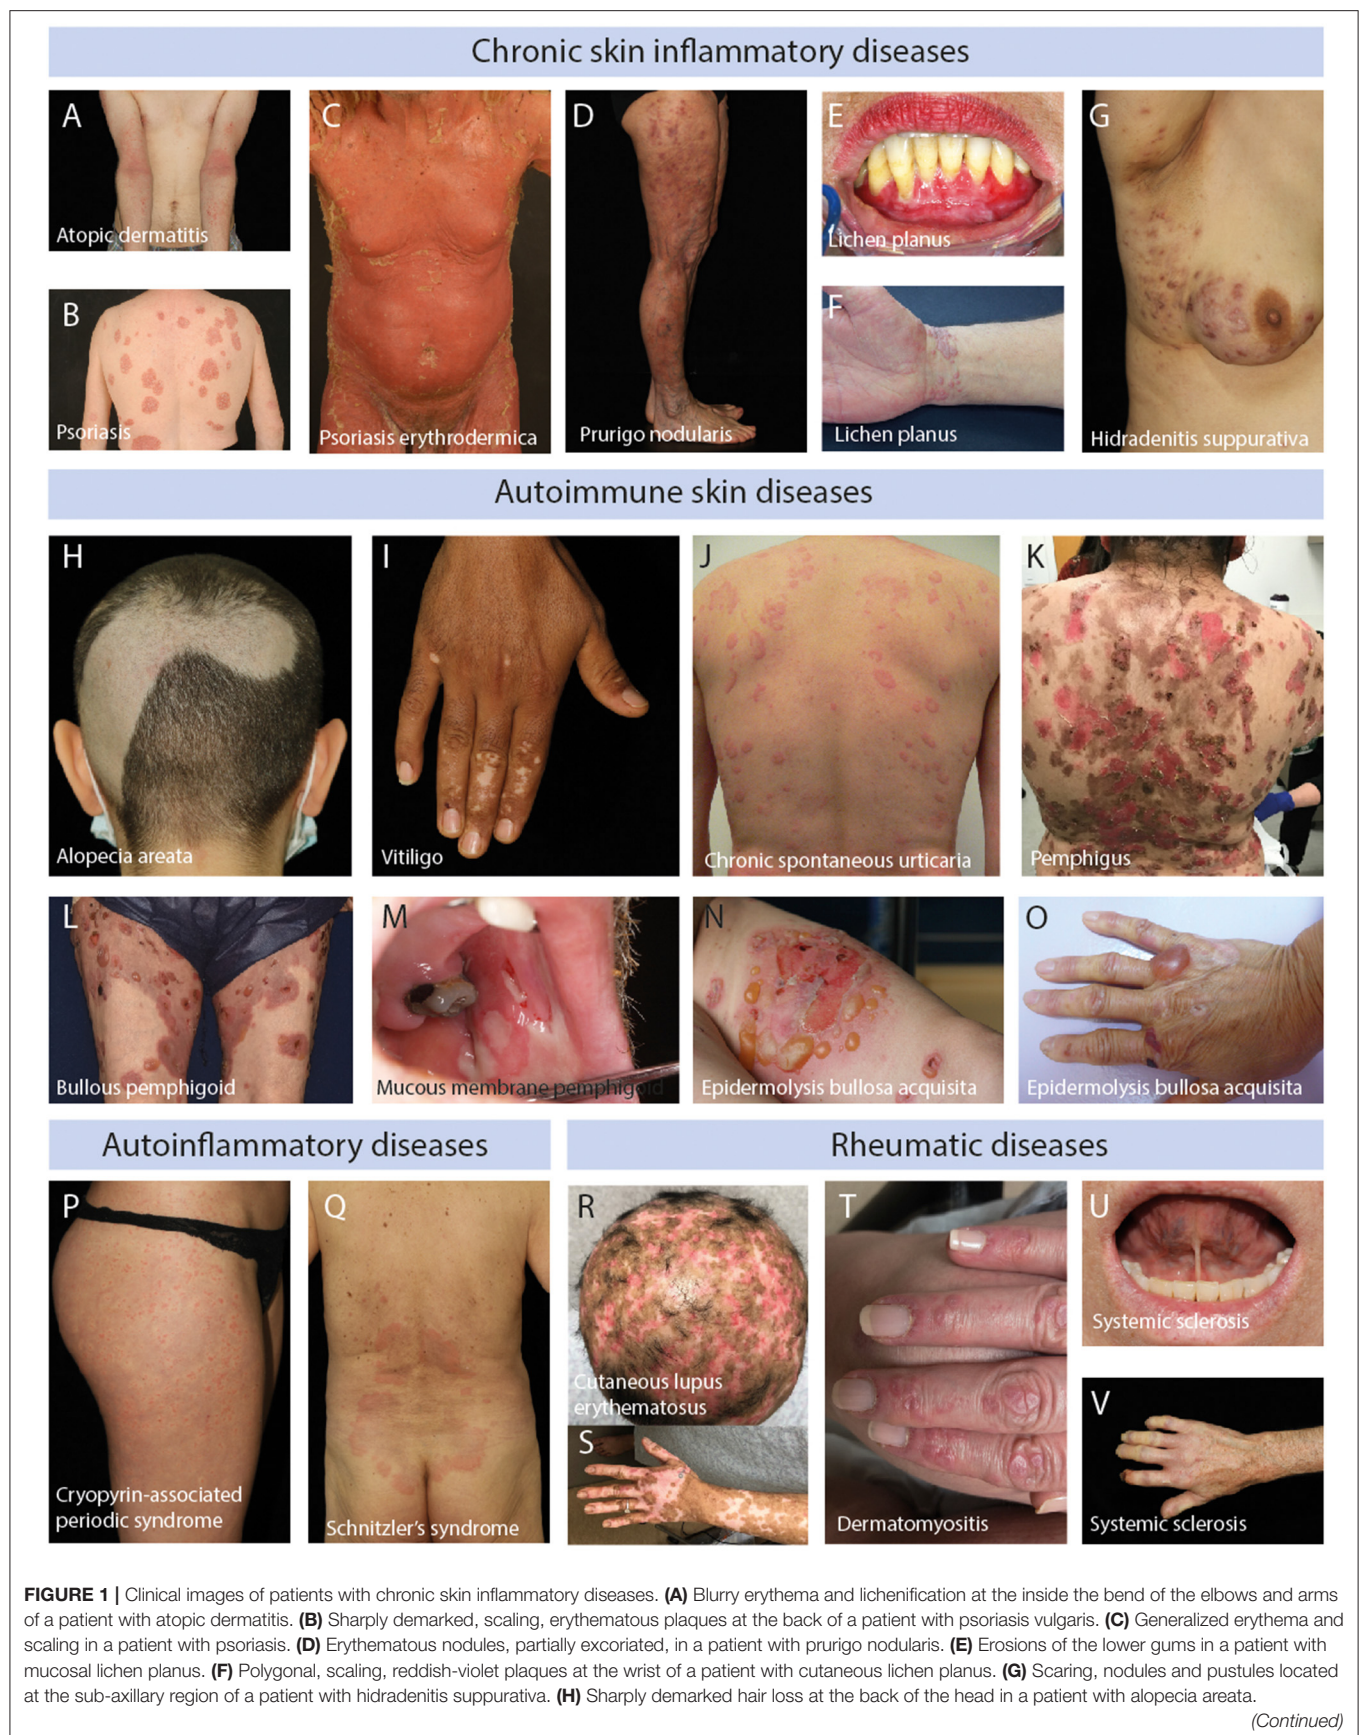 Chronic skin inflammatory diseases
A
Atopic dermatitis
B
Psoriasis
C
Psoriasis erythrodermica
D
Prurigo nodularis
E
Lichen planus
F
Lichen planus
G
Hidradenitis suppurativa
Autoimmune skin diseases
H
Alopecia areata
I
Vitiligo
J
Chronic spontaneous urticaria
K
Pemphigus
L
Bullous pemphigoid
M
Mucous membrane pemphigoid
N
Epidermolysis bullosa acquisita
O
Epidermolysis bullosa acquisita
Autoinflammatory diseases
Rheumatic diseases
P
Cryopyrin-associated
periodic syndrome
Q
Schnitzler's syndrome
R
Cutaneous lupus
erythematosus
S
T
Dermatomyositis
U
Systemic sclerosis
V
Systemic sclerosis
FIGURE 1 | Clinical images of patients with chronic skin inflammatory diseases. (A) Blurry erythema and lichenification at the inside the bend of the elbows and arms
of a patient with atopic dermatitis. (B) Sharply demarked, scaling, erythematous plaques at the back of a patient with psoriasis vulgaris. (C) Generalized erythema and
scaling in a patient with psoriasis. (D) Erythematous nodules, partially excoriated, in a patient with prurigo nodularis. (E) Erosions of the lower gums in a patient with
mucosal lichen planus. (F) Polygonal, scaling, reddish-violet plaques at the wrist of a patient with cutaneous lichen planus. (G) Scaring, nodules and pustules located
at the sub-axillary region of a patient with hidradenitis suppurativa. (H) Sharply demarked hair loss at the back of the head in a patient with alopecia areata.
(Continued)